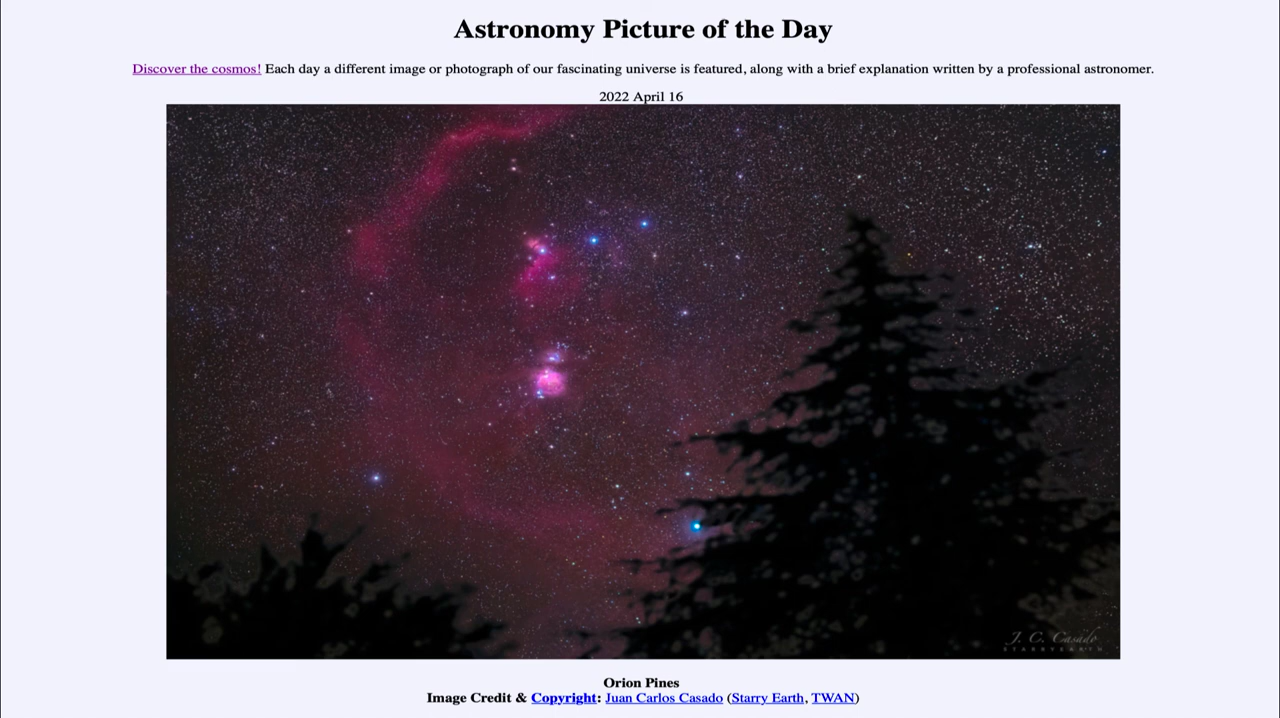 Astronomy Picture of the Day
Discover the cosmos! Each day a different image or photograph of our fascinating universe is featured, along with a brief explanation written by a professional astronomer.
2022 April 16
J. C. Casado
STARRYEARTH
Orion Pines
Image Credit & Copyright: Juan Carlos Casado (Starry Earth, TWAN)